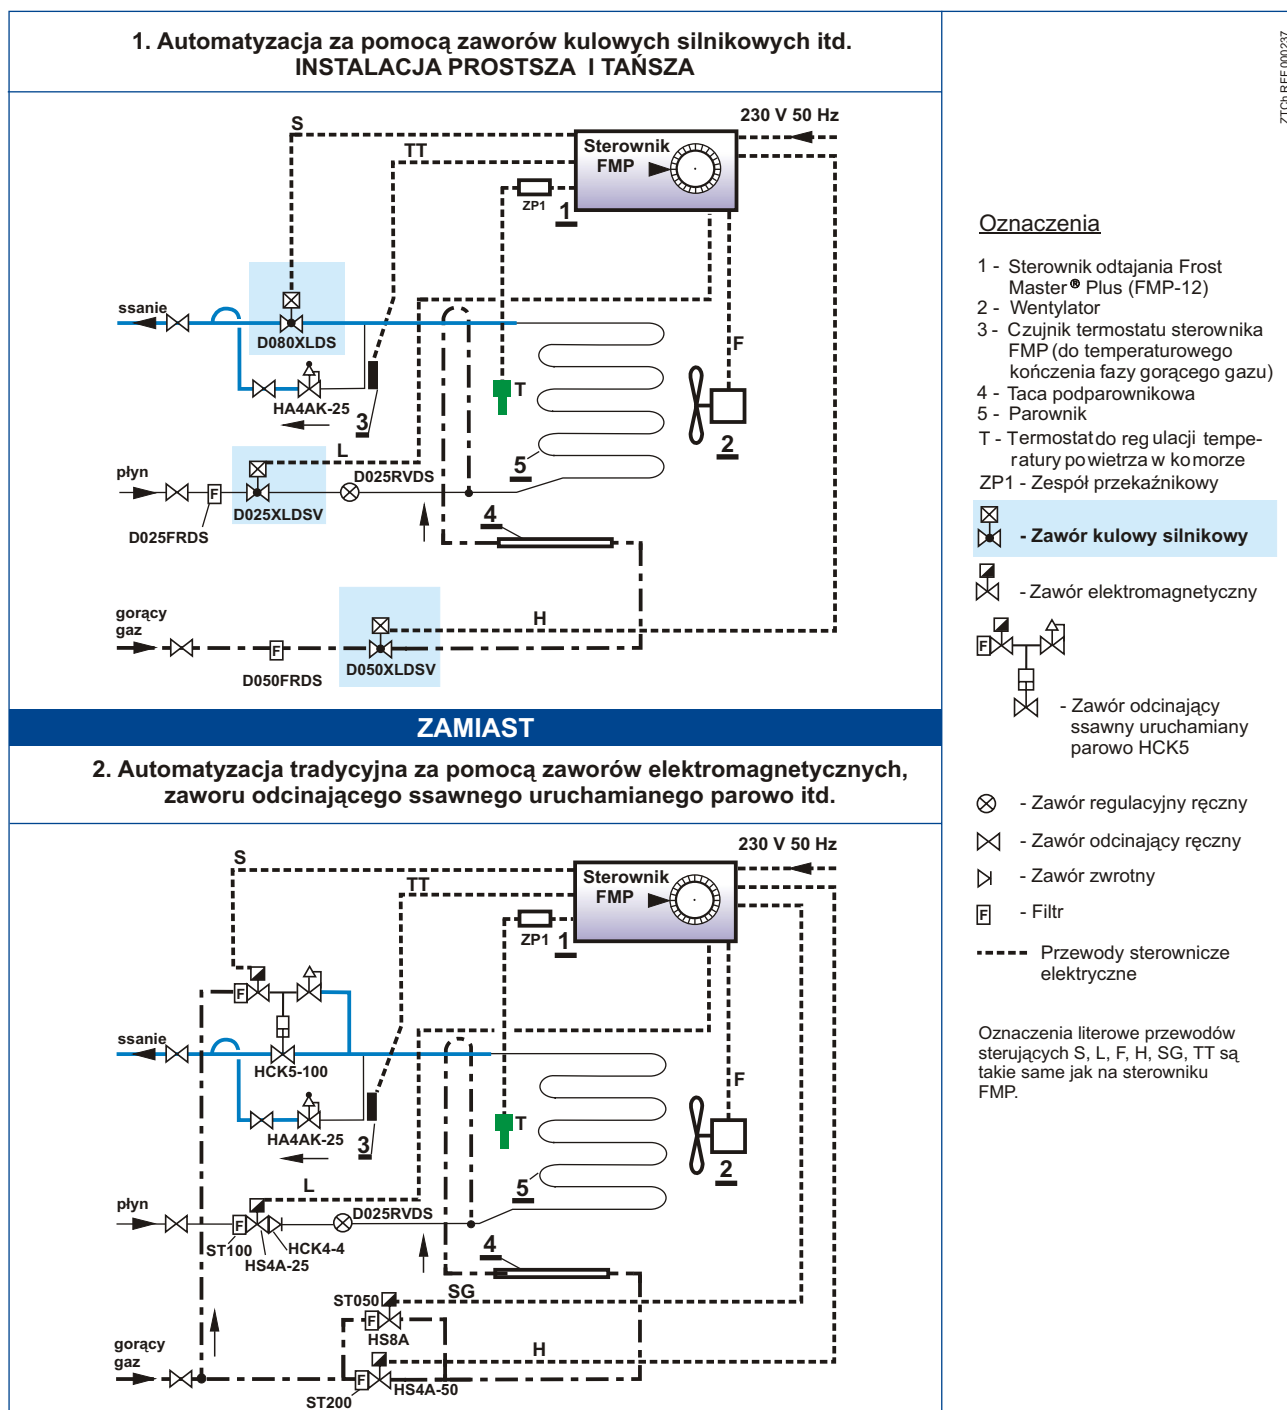 1. Automatyzacja za pomocą zaworów kulowych silnikowych itd.
INSTALACJA PROSTSZA I TAŃSZA
ZTCh REF 000237
230 V 50 Hz
S
TT
Sterownik
FMP
ZP1
1
ssanie
D080XLDS
HA4AK-25
3
T
F
2
L
płyn
D025RVDS
5
D025XLDSV
D025FRDS
4
gorący
gaz
H
D050FRDS
D050XLDSV
ZAMIAST
2. Automatyzacja tradycyjna za pomocą zaworów elektromagnetycznych,
zaworu odcinającego ssawnego uruchamianego parowo itd.
230 V 50 Hz
S
TT
Sterownik
FMP
ZP1
1
F
ssanie
HCK5-100
HA4AK-25
3
T
F
2
L
płyn
5
D025RVDS
F
ST100
HCK4-4
HS4A-25
4
SG
ST050
F
HS8A
gorący
gaz
H
F
HS4A-50
ST200
Oznaczenia
1 - Sterownik odtajania Frost
Master® Plus (FMP-12)
2 - Wentylator
3 - Czujnik termostatu sterownika
FMP (do temperaturowego
kończenia fazy gorącego gazu)
4 - Taca podparownikowa
5 - Parownik
T - Termostat do regulacji tempe-
ratury powietrza w komorze
ZP1 - Zespół przekaźnikowy
- Zawór kulowy silnikowy
- Zawór elektromagnetyczny
F
- Zawór odcinający
ssawny uruchamiany
parowo HCK5
- Zawór regulacyjny ręczny
- Zawór odcinający ręczny
- Zawór zwrotny
F - Filtr
Przewody sterownicze
elektryczne
Oznaczenia literowe przewodów
sterujących S, L, F, H, SG, TT są
takie same jak na sterowniku
FMP.